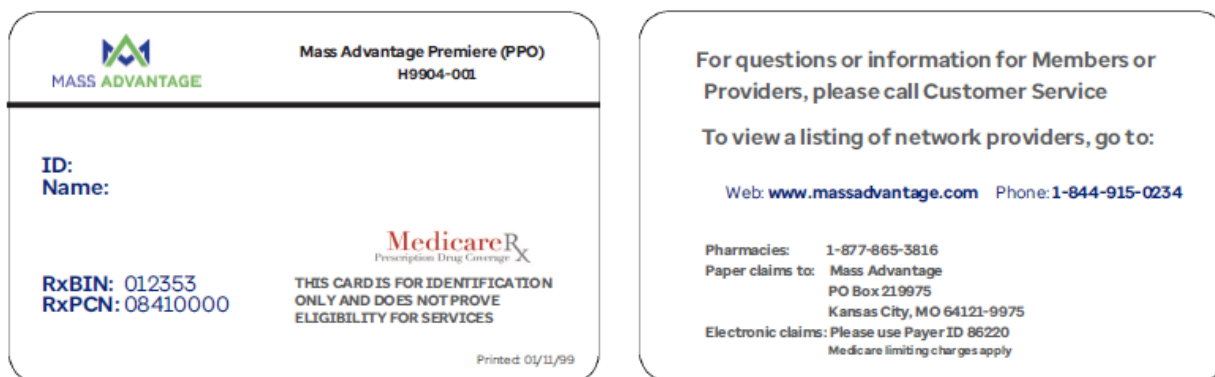 MASS ADVANTAGE
Mass Advantage Premiere (PPO)
H9904-001
ID:
Name:
MedicareRx
Prescription Drug Coverage
RxBIN: 012353
RxPCN: 08410000
THIS CARD IS FOR IDENTIFICATION
ONLY AND DOES NOT PROVE
ELIGIBILITY FOR SERVICES
Printed: 01/11/99
For questions or information for Members or
Providers, please call Customer Service
To view a listing of network providers, go to:
Web: www.massadvantage.com Phone: 1-844-915-0234
Pharmacies: 1-877-865-3816
Paper claims to: Mass Advantage
PO Box 219975
Kansas City, MO 64121-9975
Electronic claims: Please use Payer ID 86220
Medicare limiting charges apply